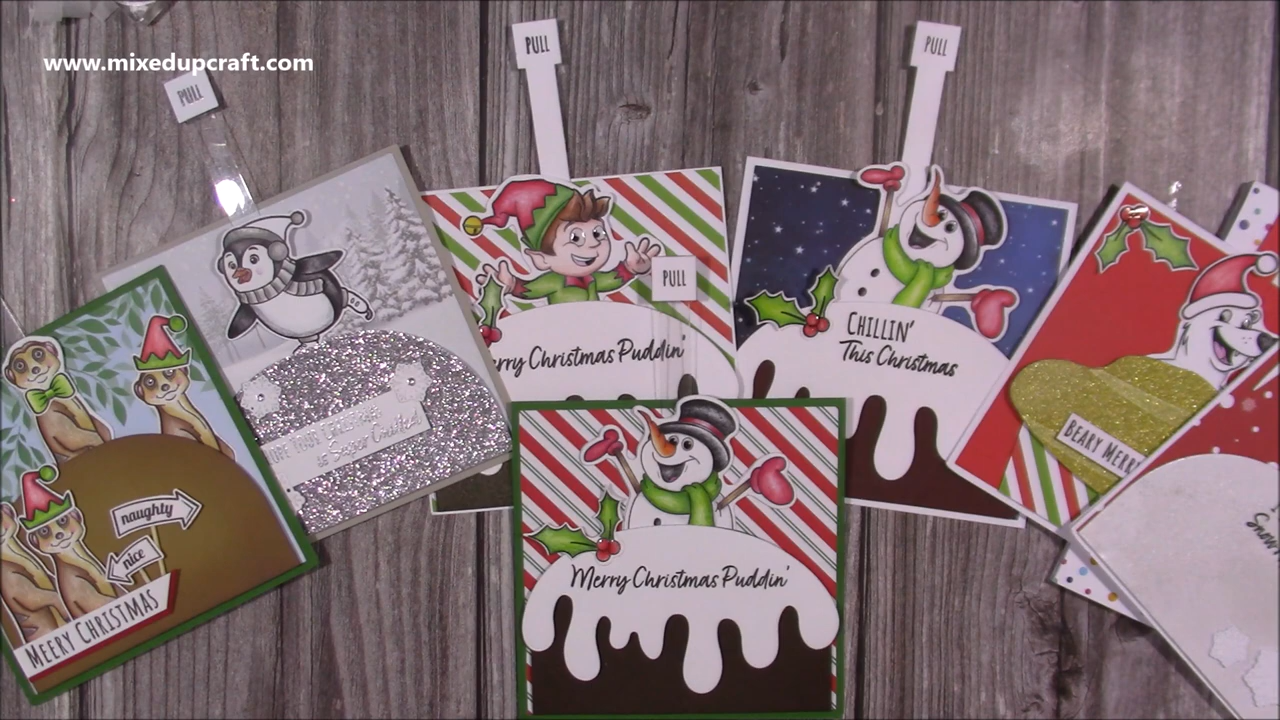 www.mixedupcraft.com
PULL
PULL
PULL
PULL
Merry Christmas Puddin'
CHILLIN'
This Christmas
naughty
nice
MEERY CHRISTMAS
BEARY MERR
Merry Christmas Puddin'